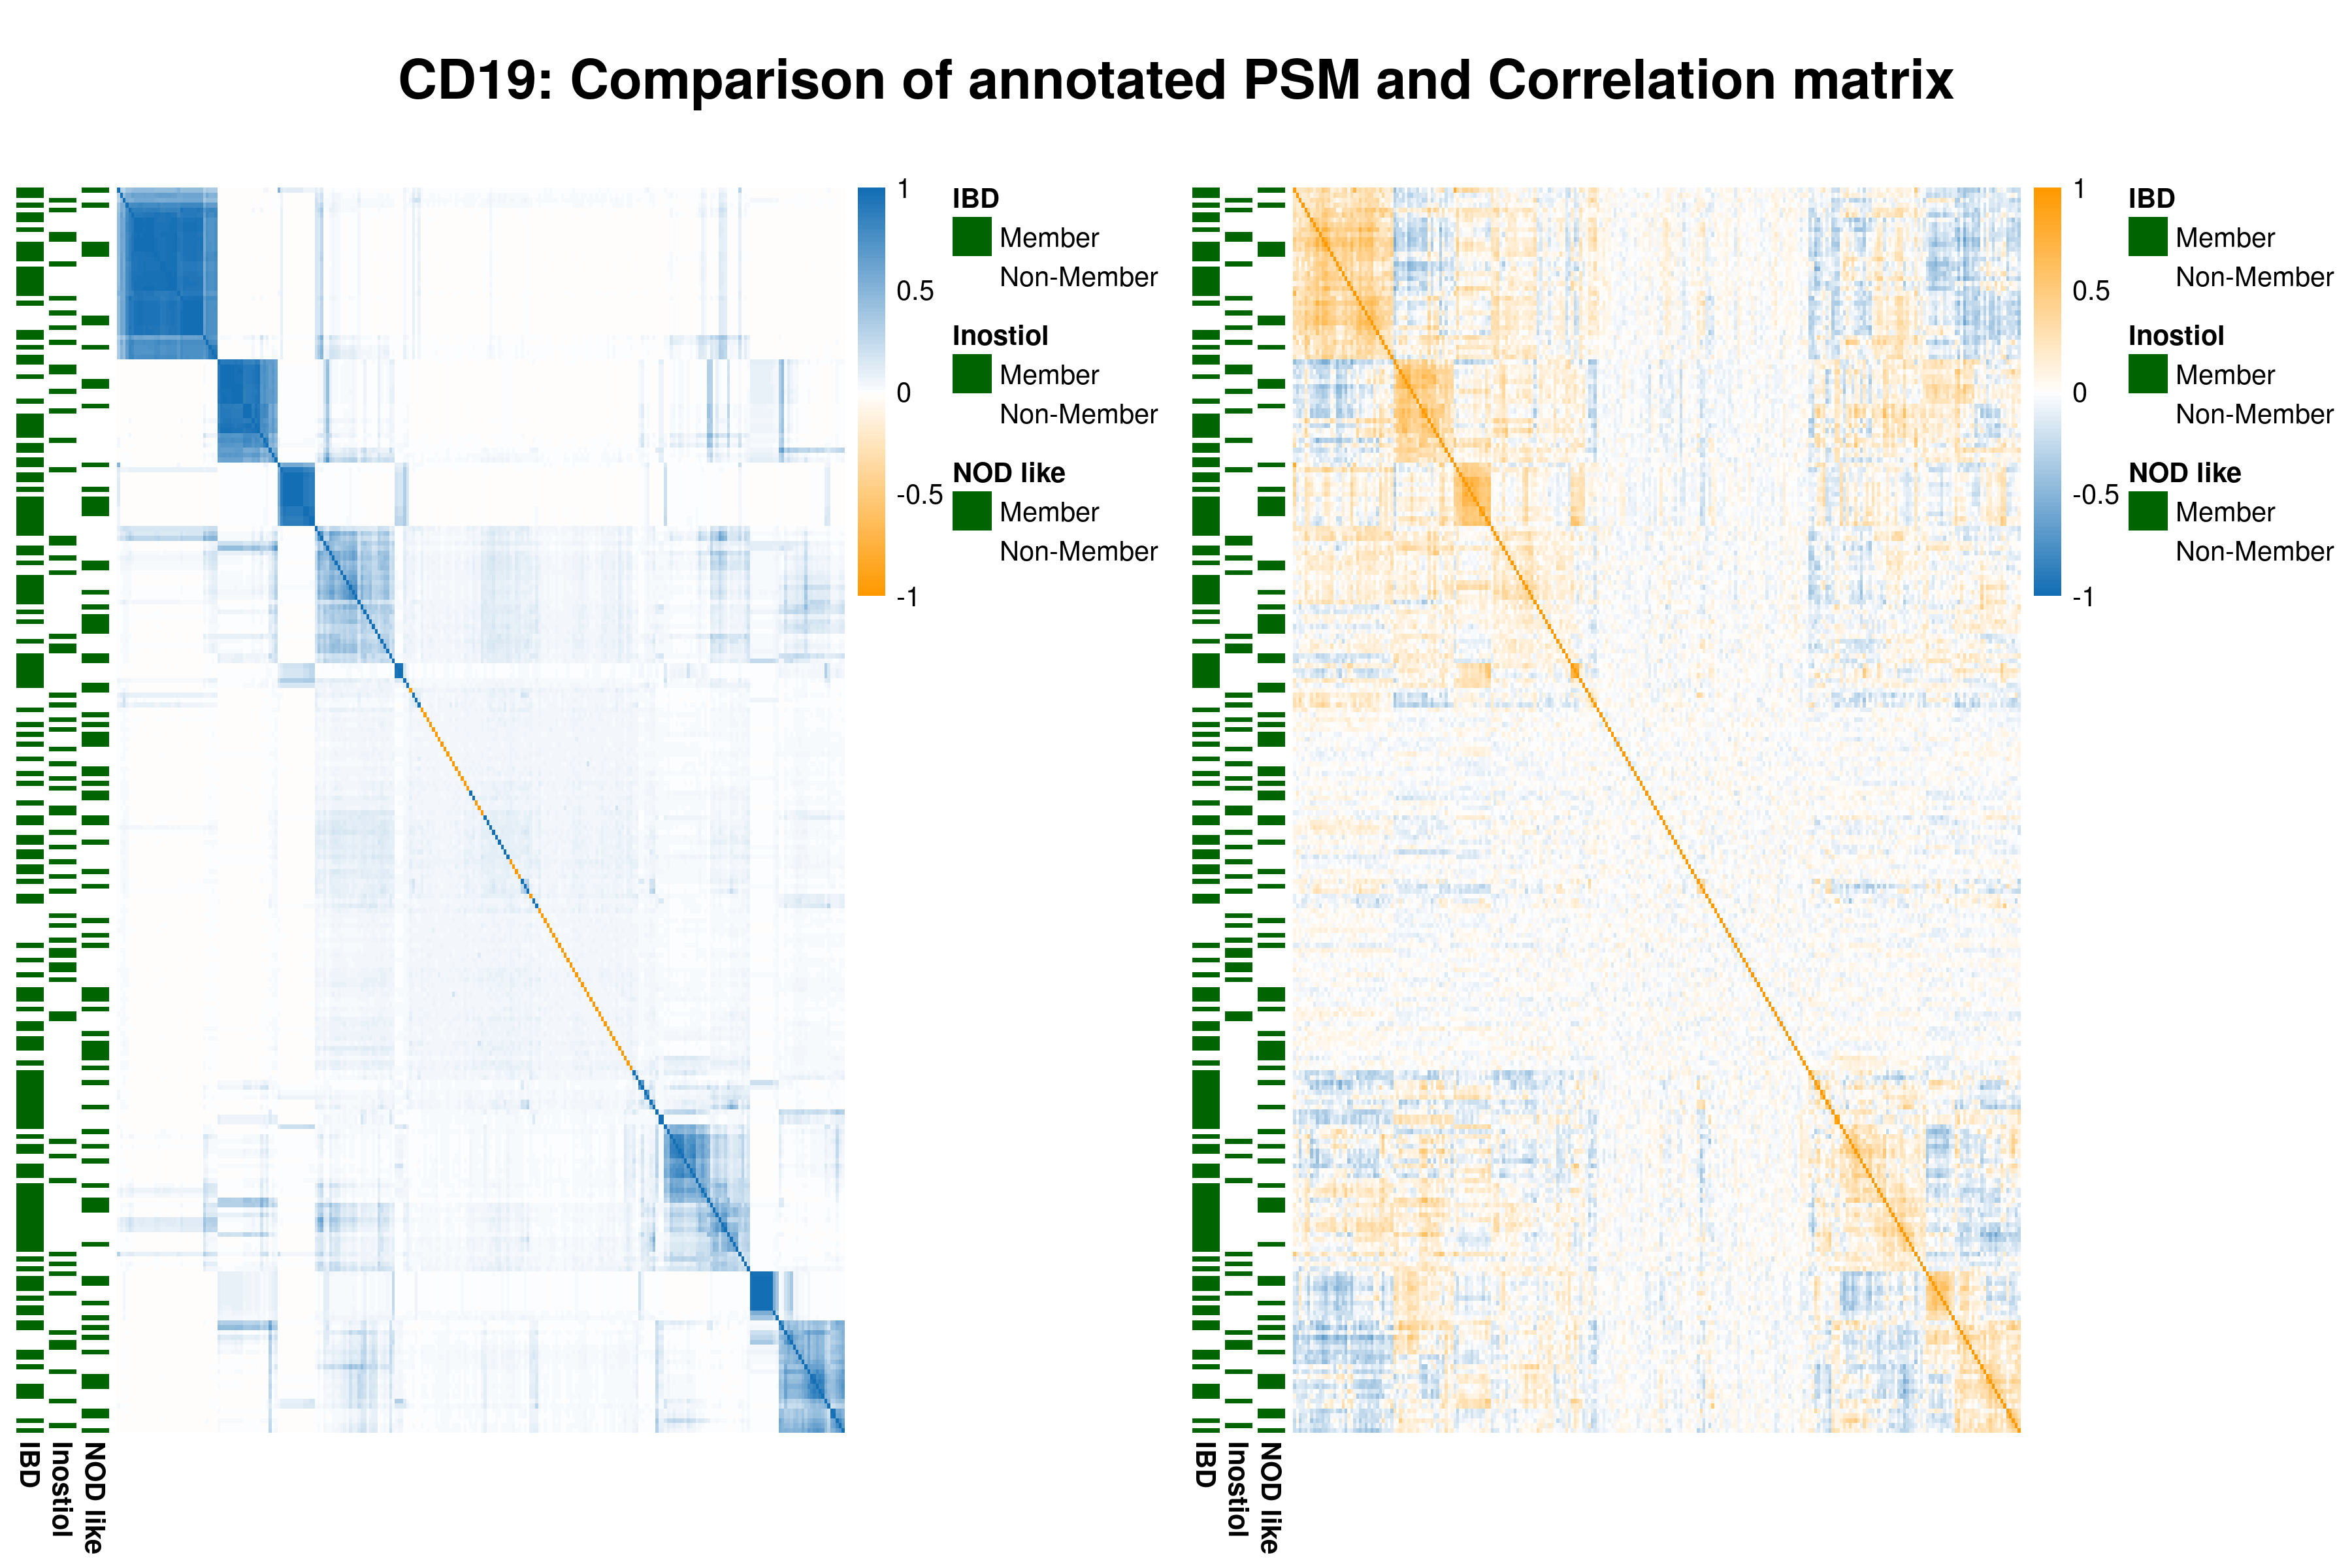 CD19: Comparison of annotated PSM and Correlation matrix
1
0.5
0
-0.5
-1
IBD
Member
Non-Member
Inostiol
Member
Non-Member
NOD like
Member
Non-Member
IBD
Inostiol
NOD like
1
0.5
0
-0.5
-1
IBD
Member
Non-Member
Inostiol
Member
Non-Member
NOD like
Member
Non-Member
IBD
Inostiol
NOD like